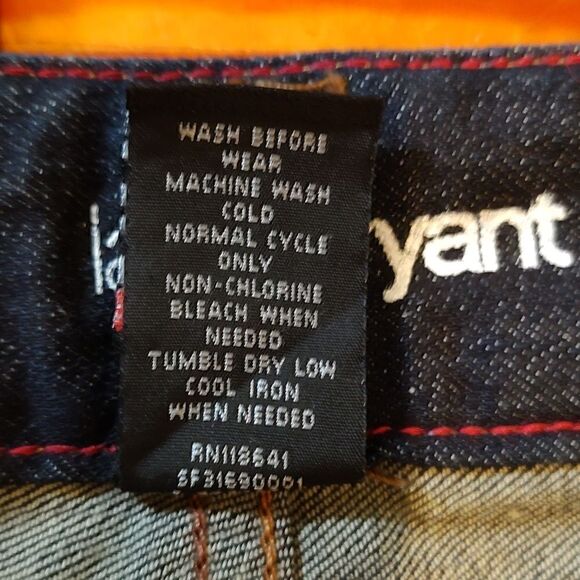 WASH BEFORE
WEAR
MACHINE WASH
COLD
NORMAL CYCLE
ONLY
NON-CHLORINE
BLEACH WHEN
NEEDED
TUMBLE DRY LOW
COOL IRON
WHEN NEEDED
RN118641
SF31690001
yant